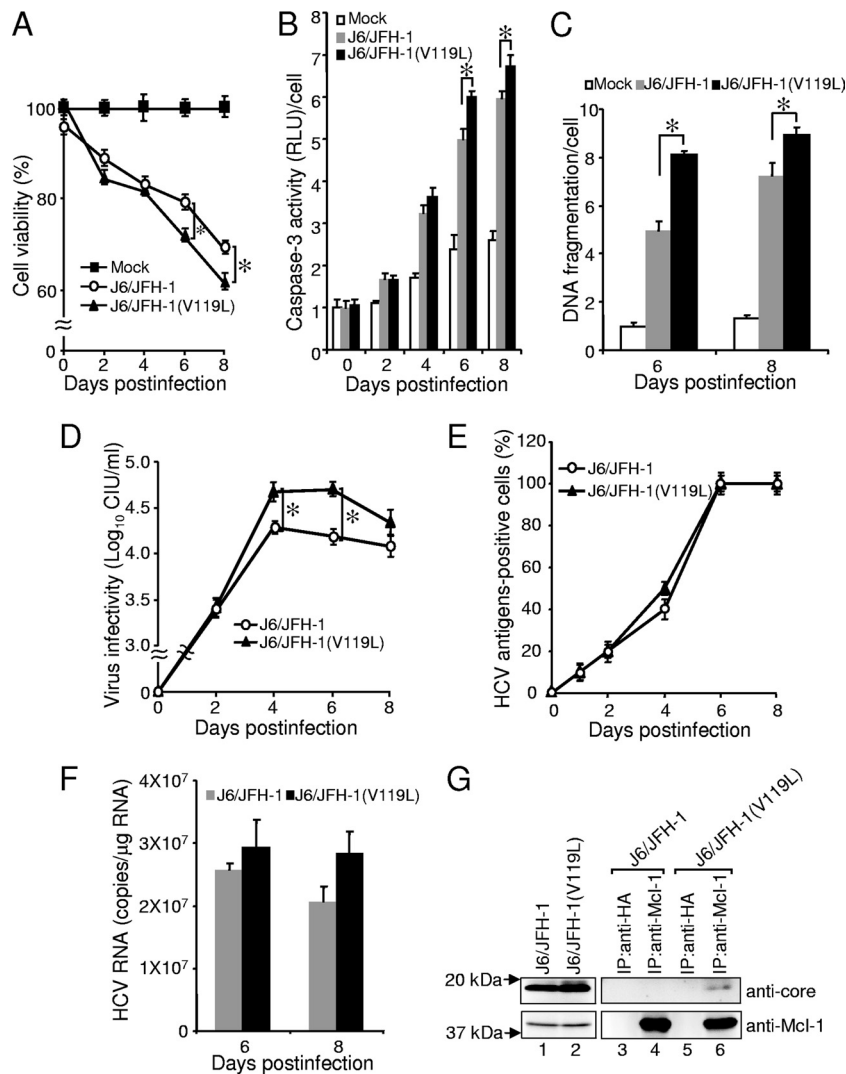 A
Cell viability (%)
100
80
60
0
≈
*
*
Mock
J6/JFH-1
J6/JFH-1(V119L)
0 2 4 6 8
Days postinfection
B
Mock
J6/JFH-1
J6/JFH-1(V119L)
Caspase-3 activity (RLU)/cell
8
7
6
5
4
3
2
1
*
*
0 2 4 6 8
Days postinfection
C
Mock J6/JFH-1 J6/JFH-1(V119L)
DNA fragmentation/cell
10
8
6
4
2
0
*
*
6 8
Days postinfection
D
Virus infectivity (Log10 CIU/ml)
5.0
4.5
4.0
3.5
3.0
0
≈
≈
*
*
J6/JFH-1
J6/JFH-1(V119L)
0 2 4 6 8
Days postinfection
E
HCV antigens-positive cells (%)
120
100
80
60
40
20
0
J6/JFH-1
J6/JFH-1(V119L)
0 2 4 6 8
Days postinfection
F
HCV RNA (copies/μg RNA)
4X10⁷
3X10⁷
2X10⁷
1X10⁷
0
J6/JFH-1 J6/JFH-1(V119L)
6 8
Days postinfection
G
J6/JFH-1
J6/JFH-1(V119L)
J6/JFH-1
J6/JFH-1(V119L)
IP:anti-HA
IP:anti-Mcl-1
IP:anti-HA
IP:anti-Mcl-1
20 kDa
anti-core
37 kDa
anti-Mcl-1
1 2 3 4 5 6